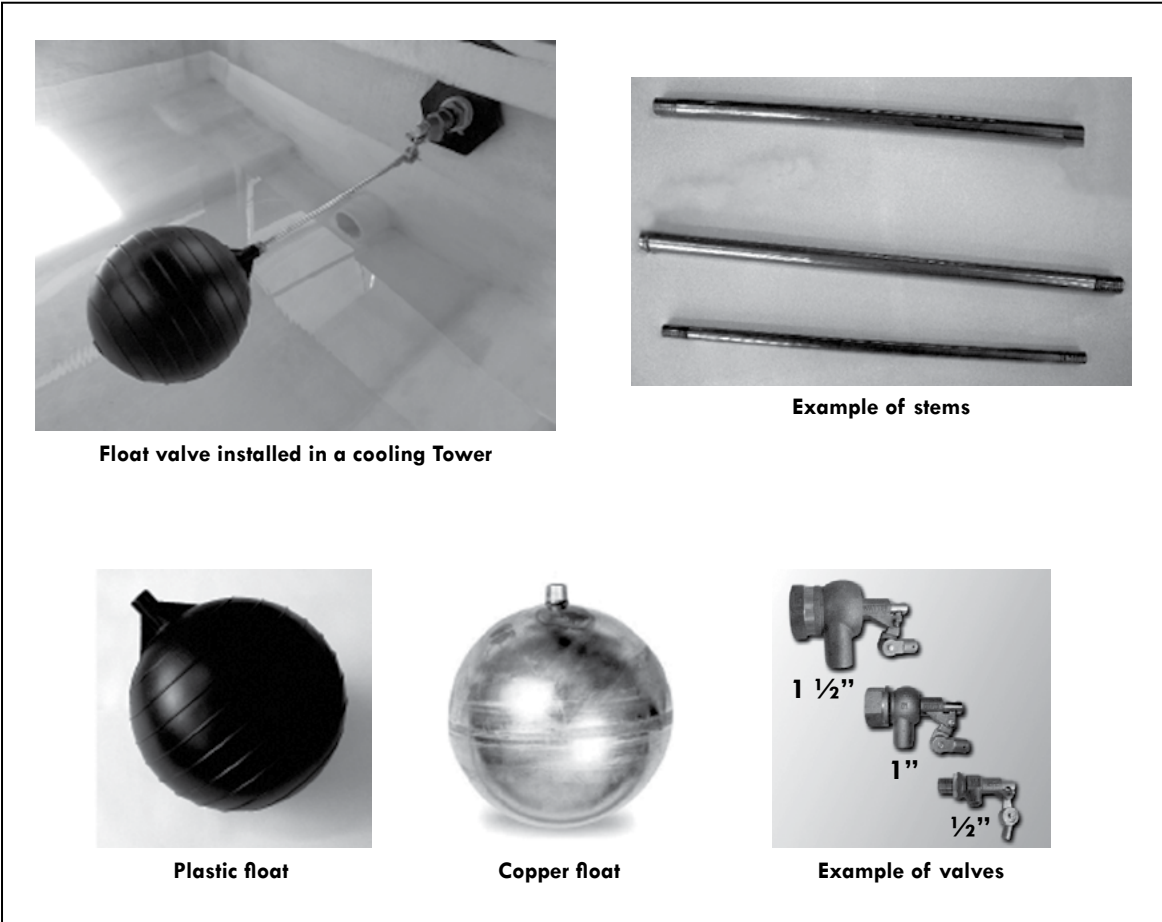 Example of stems
Float valve installed in a cooling Tower
1 ½”
1”
½”
Plastic float
Copper float
Example of valves